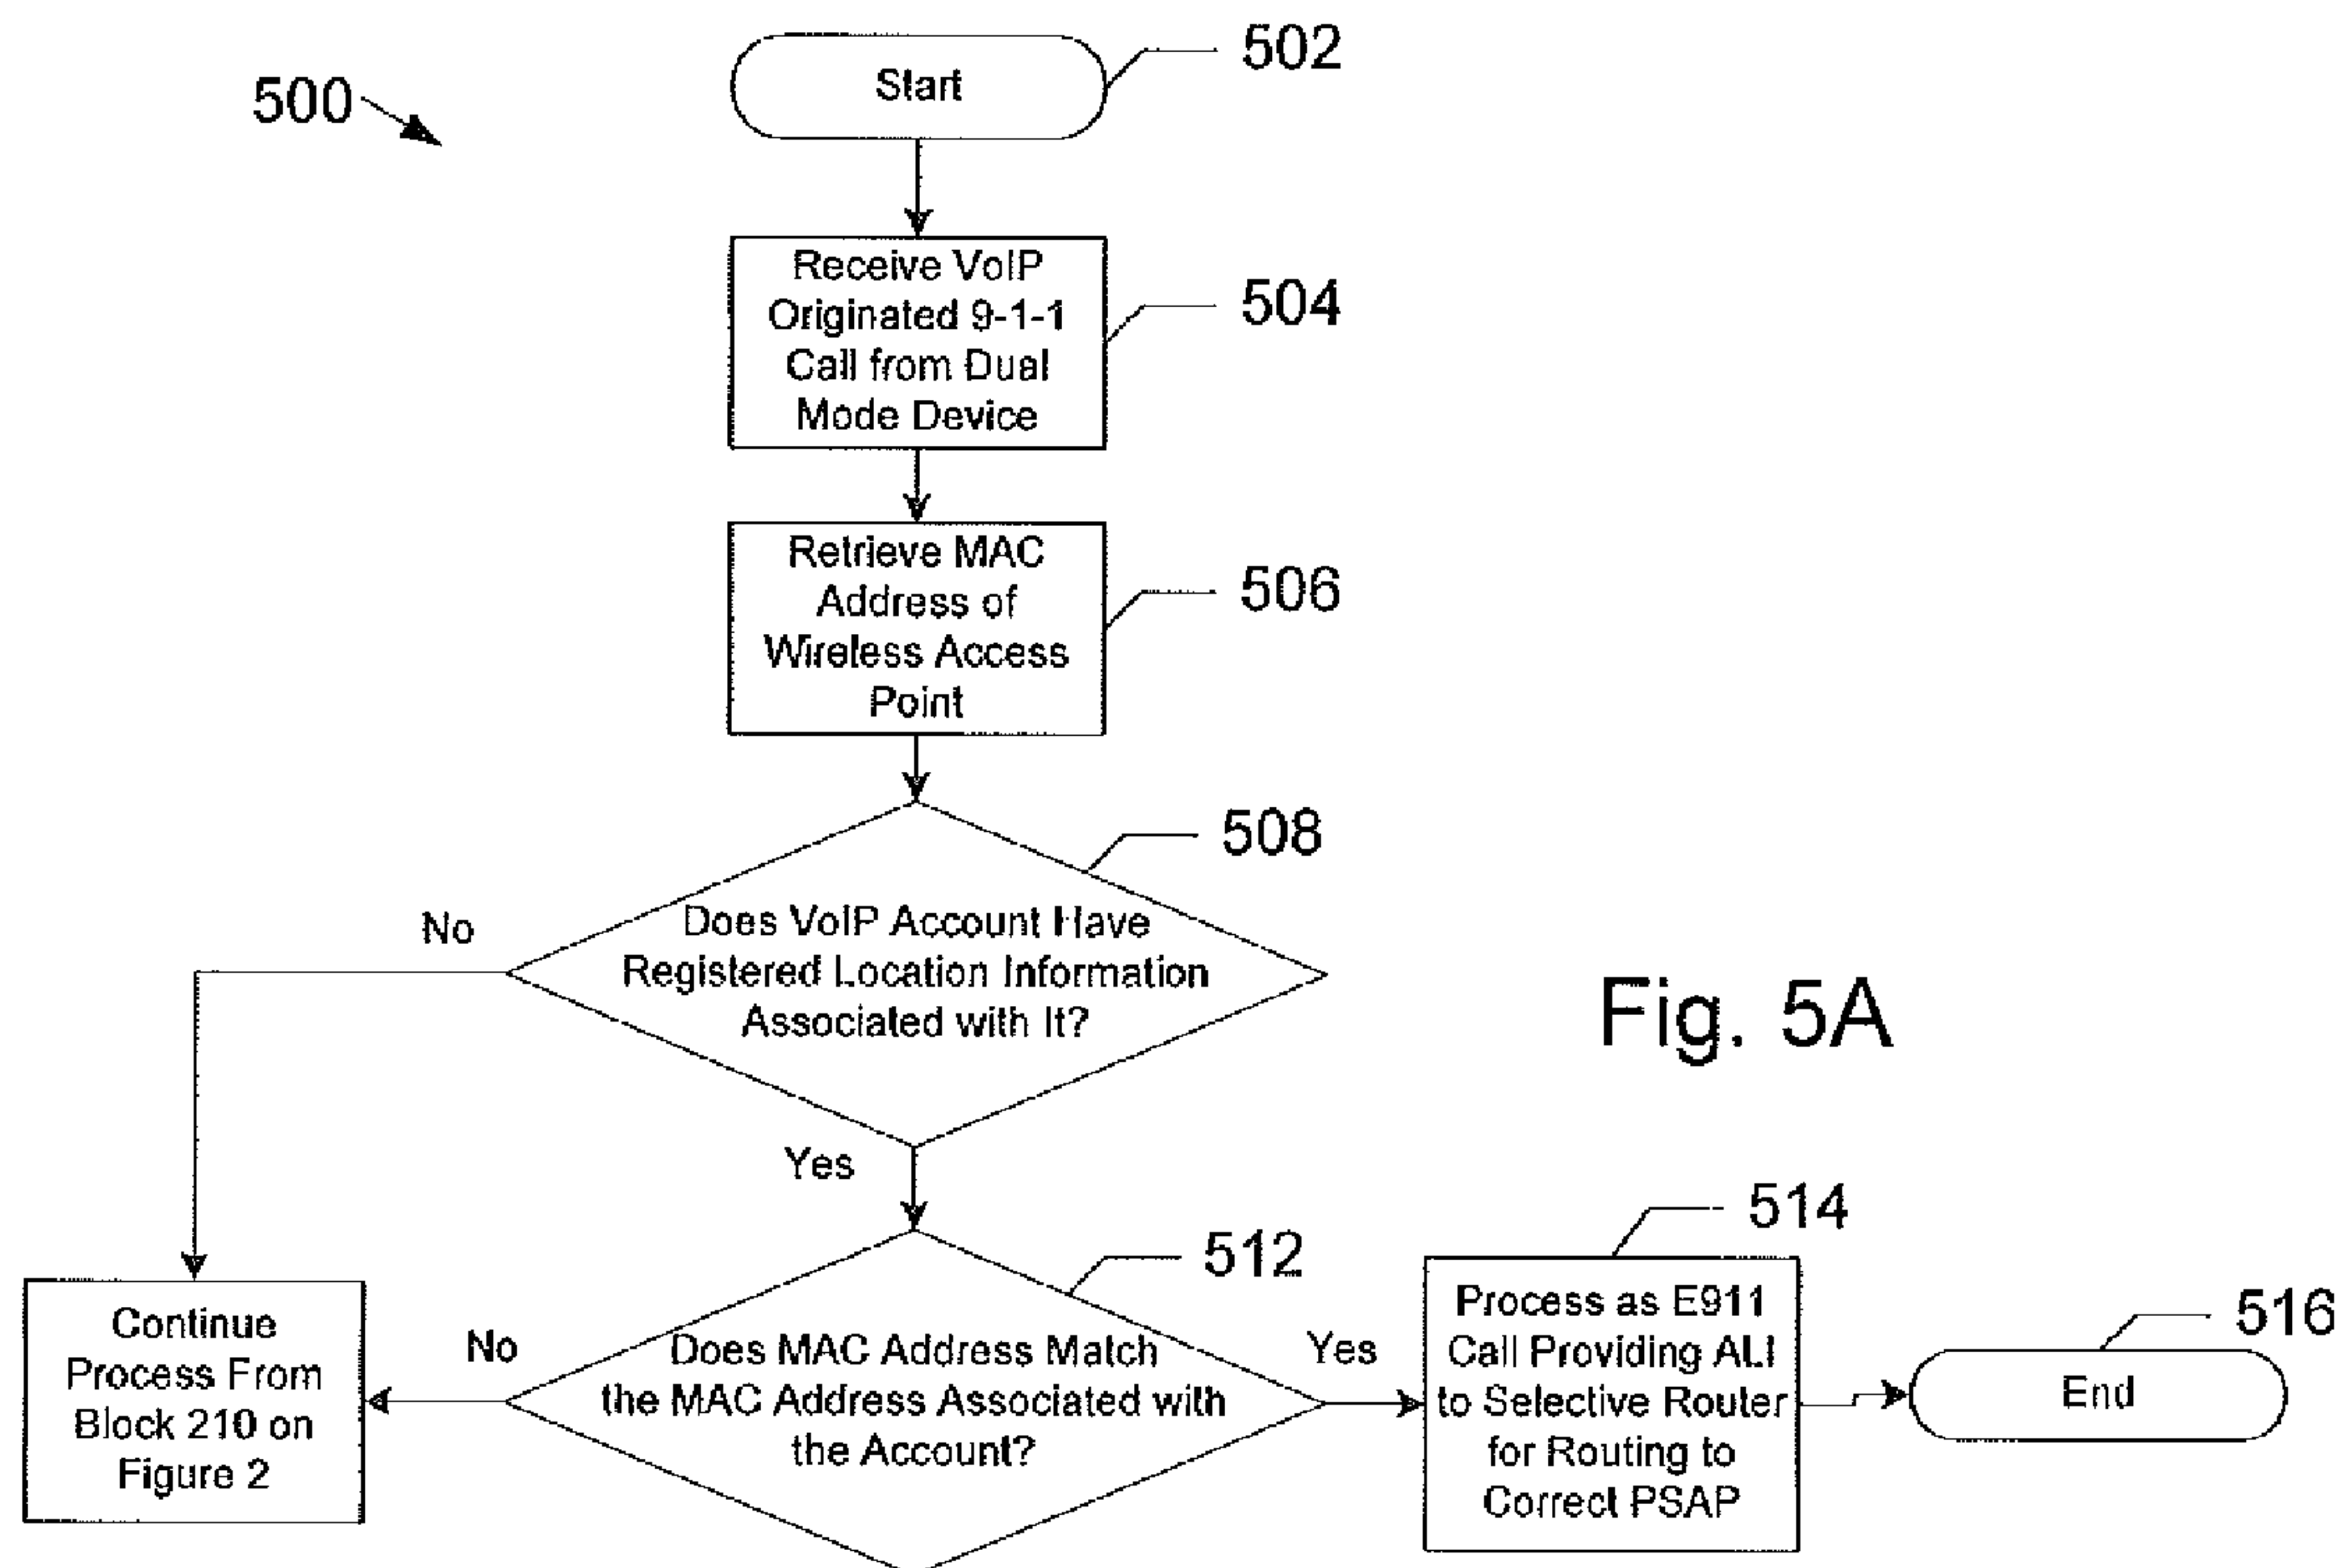 500
Start
502
Receive VoIP
Originated 9-1-1
Call from Dual
Mode Device
504
Retrieve MAC
Address of
Wireless Access
Point
506
508
No
Does VoIP Account Have
Registered Location Information
Associated with It?
Yes
Fig. 5A
Continue
Process From
Block 210 on
Figure 2
No
512
Does MAC Address Match
the MAC Address Associated with
the Account?
Yes
514
Process as E911
Call Providing ALI
to Selective Router
for Routing to
Correct PSAP
516
End